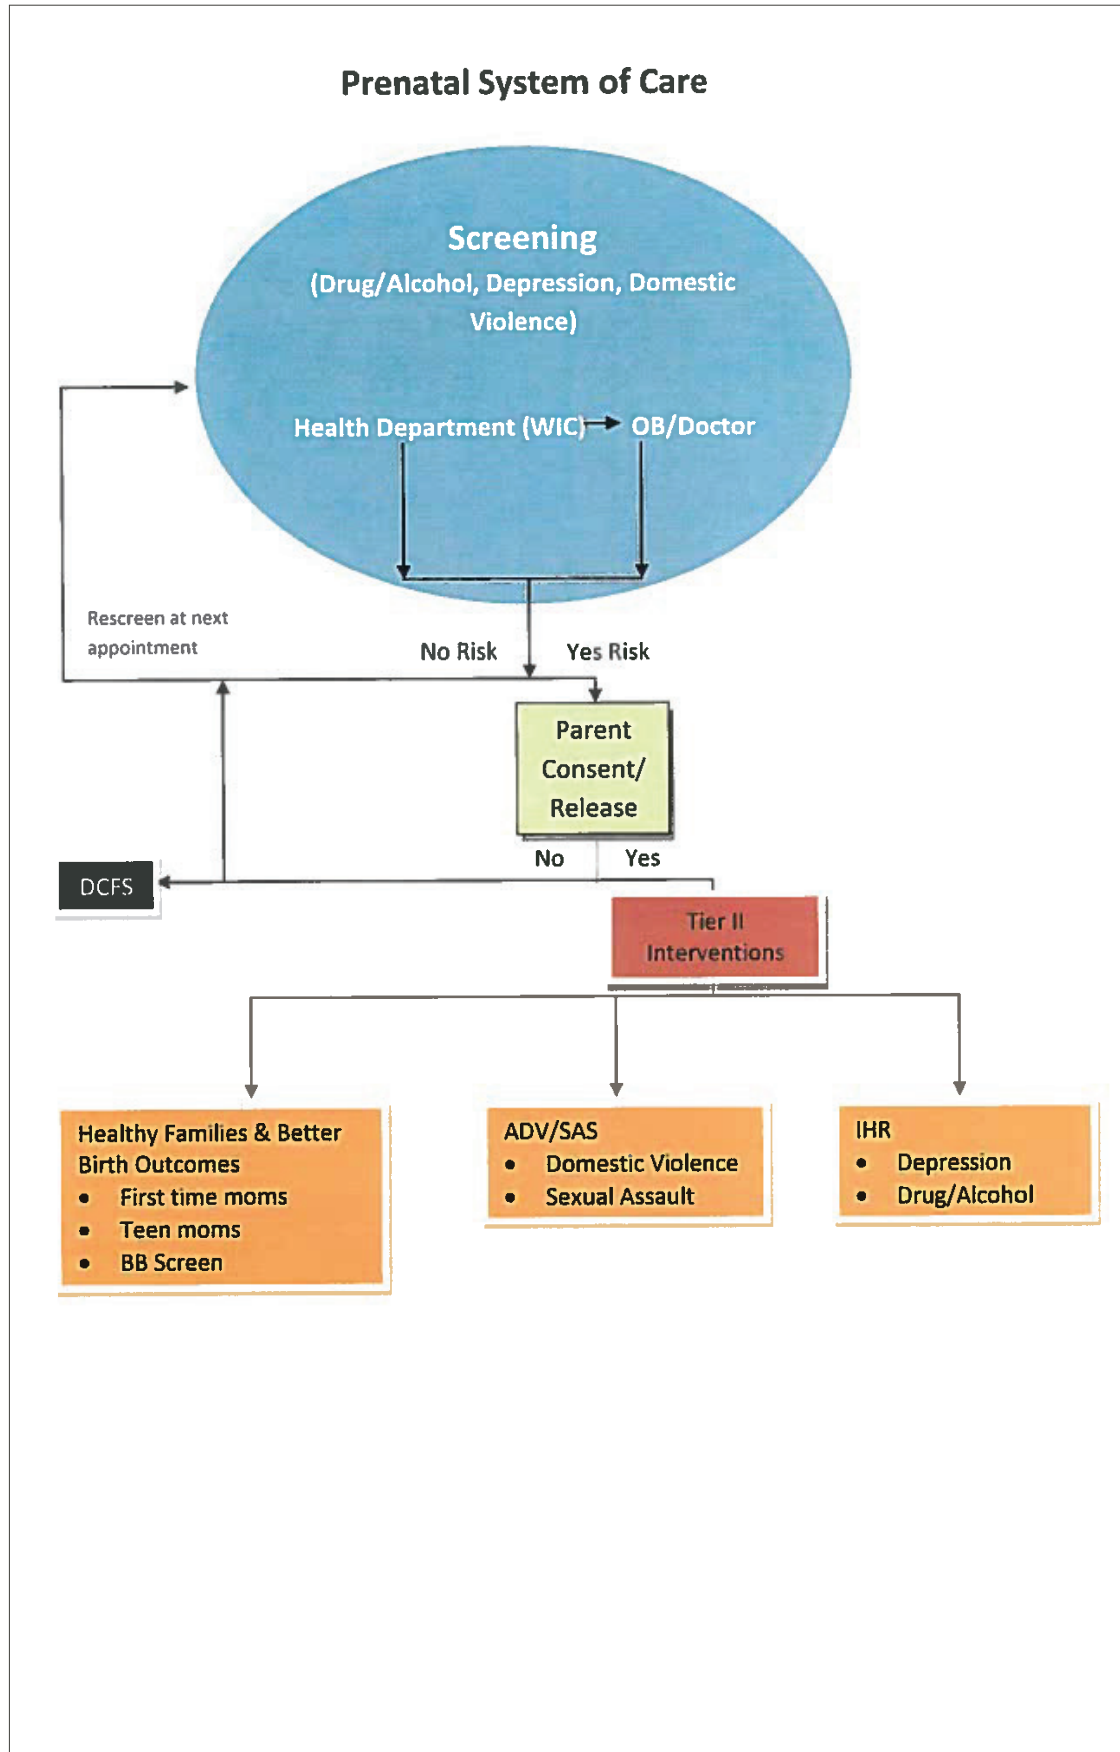 Prenatal System of Care
Screening
(Drug/Alcohol, Depression, Domestic
Violence)
Health Department (WIC)
OB/Doctor
Rescreen at next
appointment
No Risk
Yes Risk
Parent
Consent/
Release
No
Yes
DCFS
Tier II
Interventions
Healthy Families & Better
Birth Outcomes
• First time moms
• Teen moms
• BB Screen
ADV/SAS
• Domestic Violence
• Sexual Assault
IHR
• Depression
• Drug/Alcohol